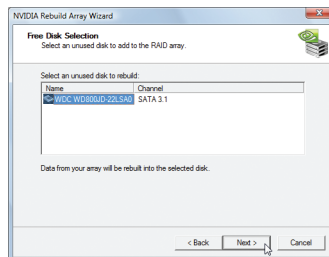 NVIDIA Rebuild Array Wizard
Free Disk Selection
Select an unused disk to add to the RAID array.
Select an unused disk to rebuild:
Name Channel
WDC WD800JD-22LSA0 SATA 3.1
Data from your array will be rebuilt into the selected disk.
< Back Next > Cancel